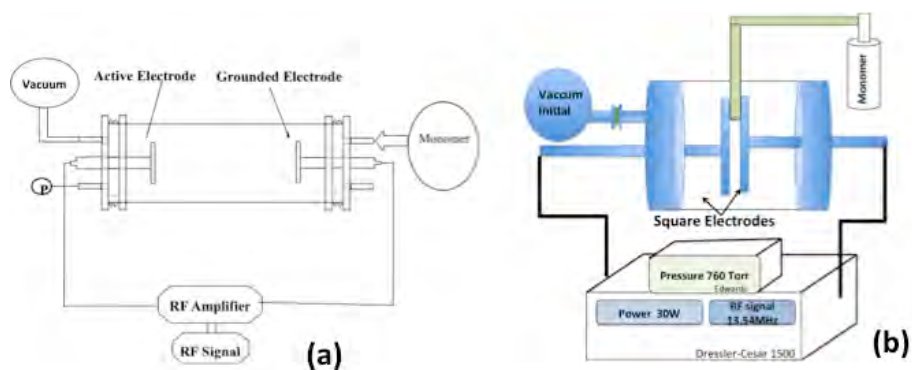 Vacuum
Active Electrode
Grounded Electrode
Monomer
P
RF Amplifier
RF Signal
(a)
Vaccum
inittal
Monomer
Square Electrodes
Pressure 760 Torr
Edwards
Power 30W
RF signal
13.54MHz
Dressler-Cesar 1500
(b)